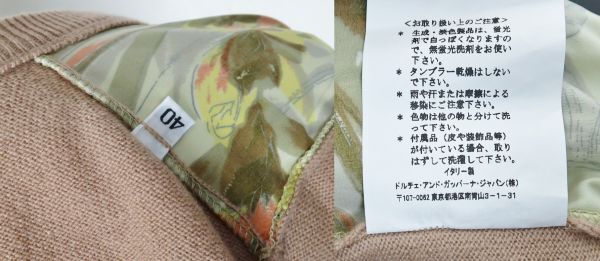 40
<お取り扱い上のご注意>
* 生成・淡色製品は、蛍光
剤で白っぽくなりますの
で、無蛍光洗剤をお使い
下さい。
* タンブラー乾燥はしない
で下さい。
* 雨や汗または摩擦による
移染にご注意下さい。
* 色物は他の物と分けて洗
って下さい。
* 付属品(皮や装飾品等)
が付いている場合、取り
はずして洗濯して下さい。
イタリー製
ドルチェ・アンド・ガッバーナ・ジャパン(株)
〒107-0062 東京都港区南青山3-1-31